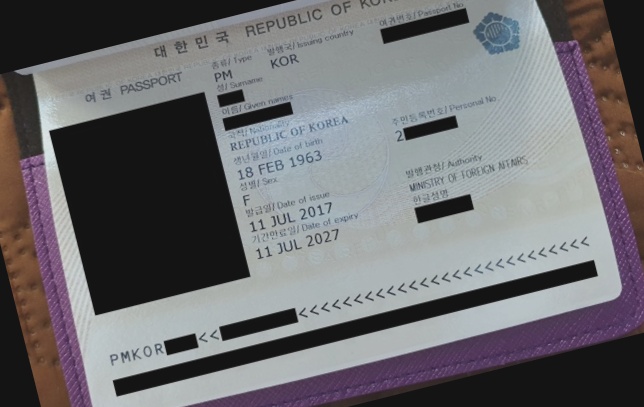 대한민국 REPUBLIC OF
여권 PASSPORT
종류/ Type 발행국/ Issuing country 여권번호/ Passport No.
PM KOR
성/ Surname
이름/ Given names
국적/ Nationality 주민등록번호/ Personal No.
REPUBLIC OF KOREA 2
생년월일/ Date of birth
18 FEB 1963
성별/ Sex 발행관청/ Authority
F MINISTRY OF FOREIGN AFFAIRS
발급일/ Date of issue 한글성명
11 JUL 2017
기간만료일/ Date of expiry
11 JUL 2027
PMKOR << <<<<<<<<<<<<<<<<<<<<<<<<<<<<<